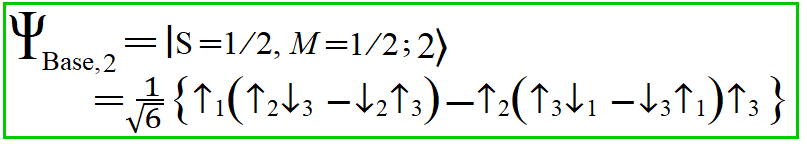 Ψ_Base,2 = |S=1/2, M=1/2; 2⟩
= 1/√6 {↑₁(↑₂↓₃ −↓₂↑₃)−↑₂(↑₃↓₁ −↓₃↑₁)↑₃ }